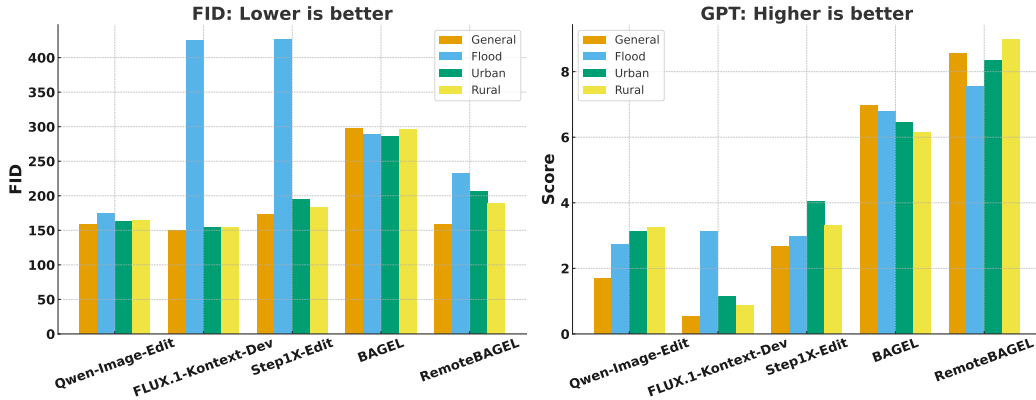 FID: Lower is better
FID
400
350
300
250
200
150
100
50
0
General
Flood
Urban
Rural
Qwen-Image-Edit
FLUX.1-Kontext-Dev
Step1X-Edit
BAGEL
RemoteBAGEL
GPT: Higher is better
Score
8
6
4
2
0
General
Flood
Urban
Rural
Qwen-Image-Edit
FLUX.1-Kontext-Dev
Step1X-Edit
BAGEL
RemoteBAGEL